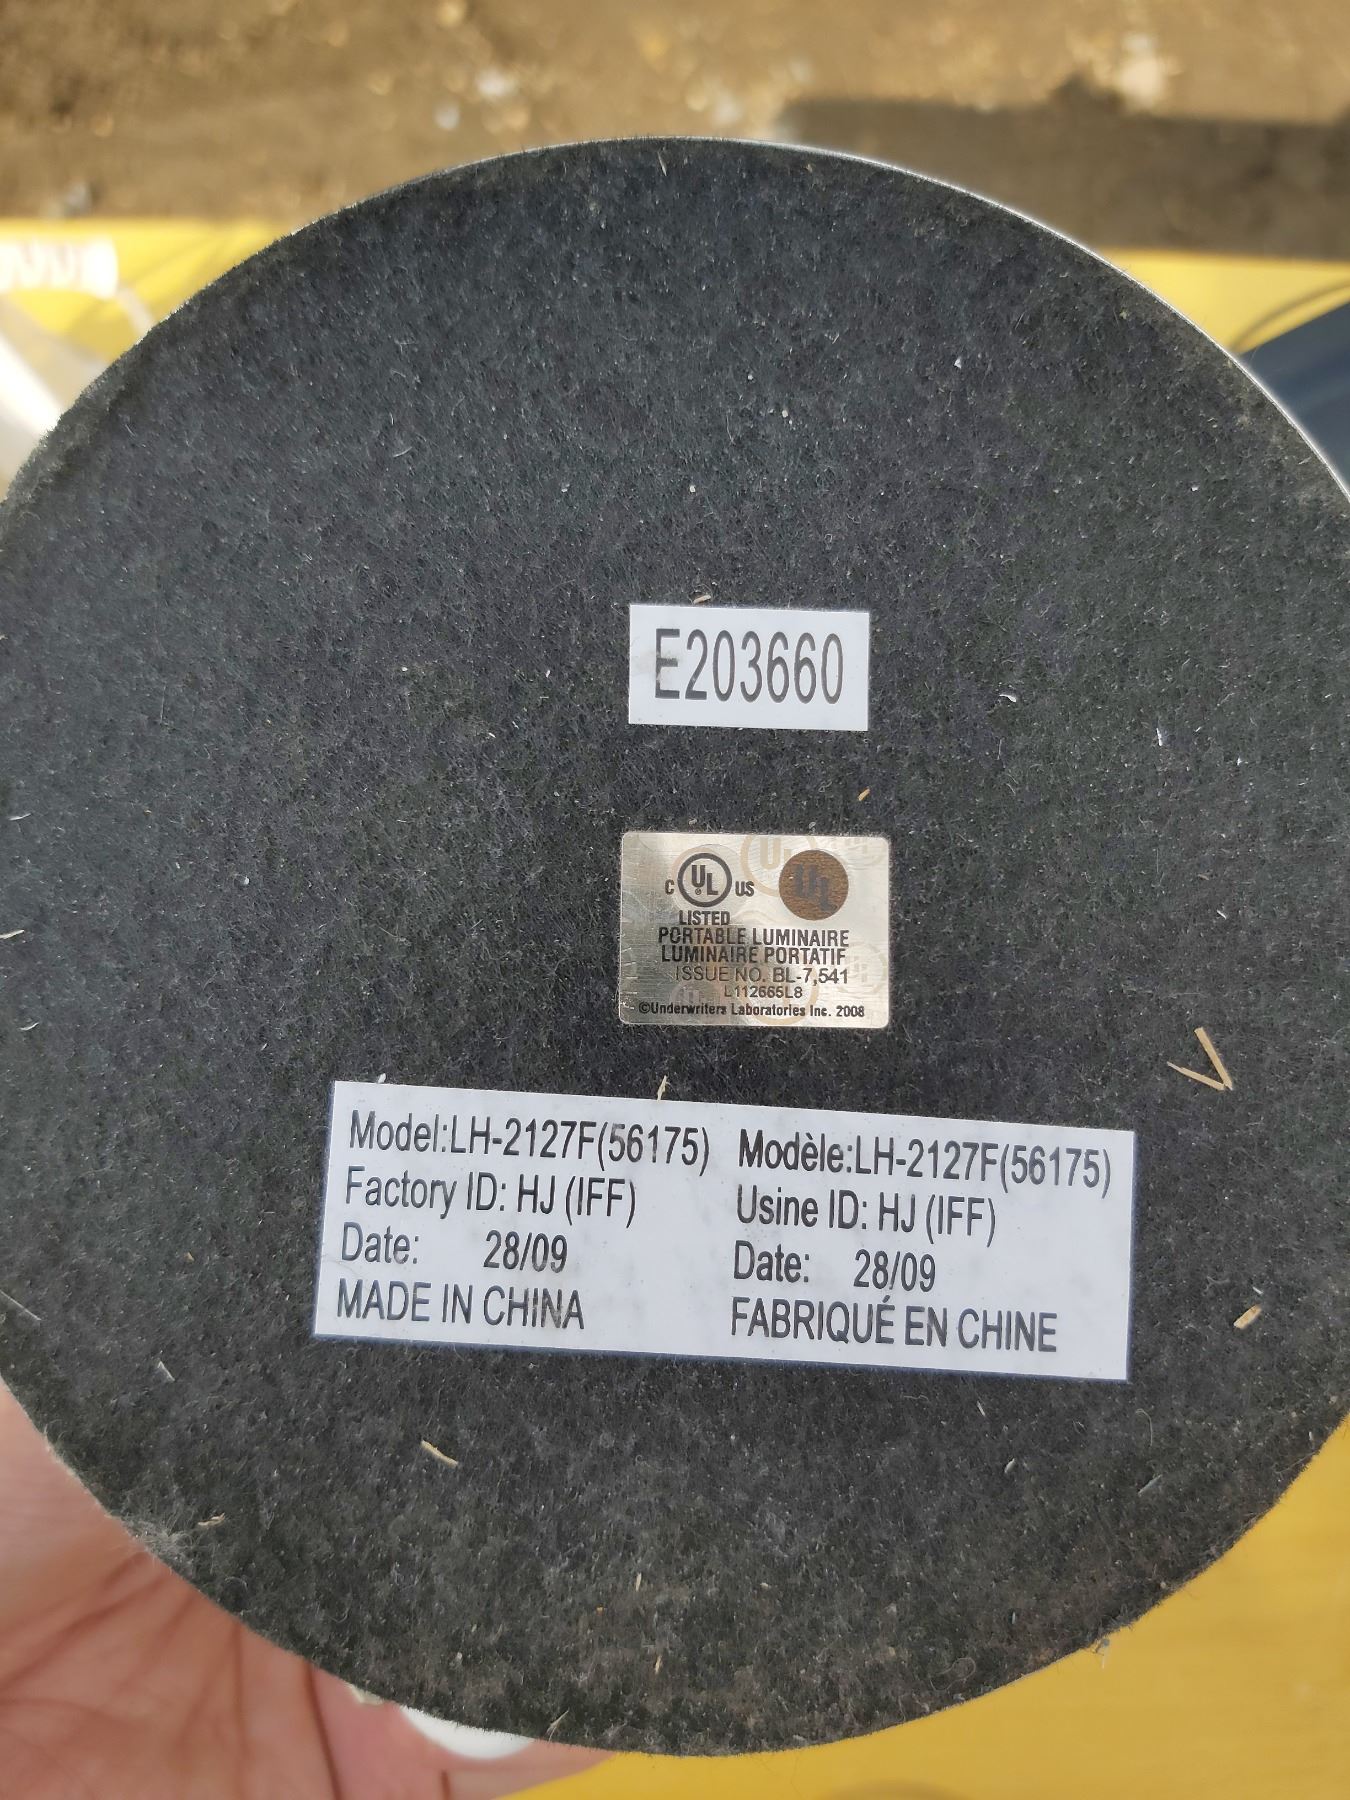 E203660
C UL US UL
LISTED
PORTABLE LUMINAIRE
LUMINAIRE PORTATIF
ISSUE NO. BL-7,541
L112665L8
©Underwriters Laboratories Inc. 2008
Model:LH-2127F(56175) Modèle:LH-2127F(56175)
Factory ID: HJ (IFF) Usine ID: HJ (IFF)
Date: 28/09 Date: 28/09
MADE IN CHINA FABRIQUÉ EN CHINE